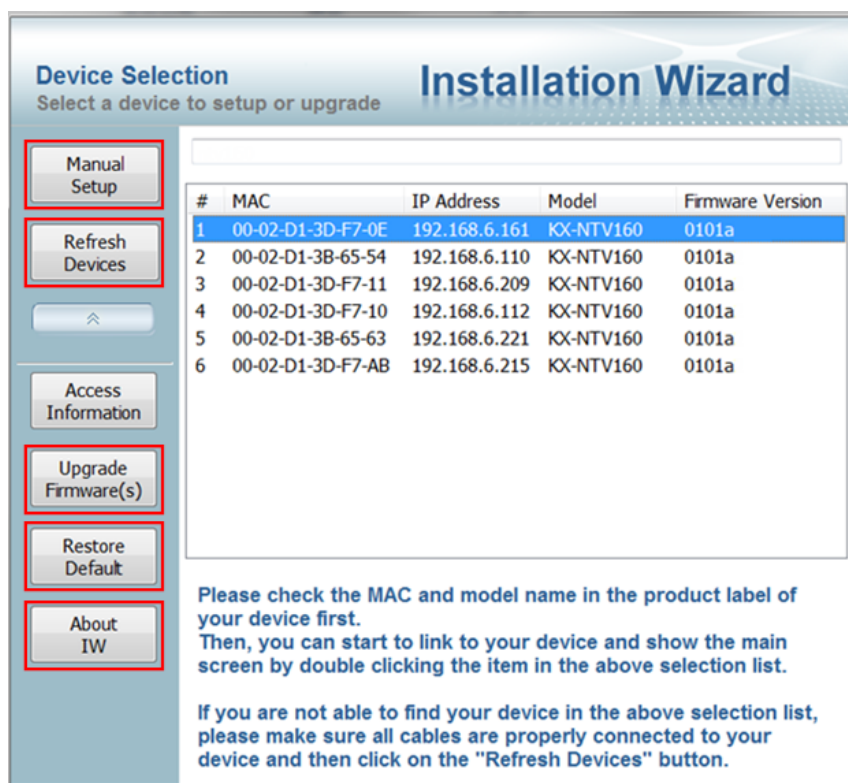 Device Selection
Installation Wizard
Select a device to setup or upgrade
Manual
Setup
Refresh
Devices
Access
Information
Upgrade
Firmware(s)
Restore
Default
About
IW
# MAC IP Address Model Firmware Version
1 00-02-D1-3D-F7-0E 192.168.6.161 KX-NTV160 0101a
2 00-02-D1-3B-65-54 192.168.6.110 KX-NTV160 0101a
3 00-02-D1-3D-F7-11 192.168.6.209 KX-NTV160 0101a
4 00-02-D1-3D-F7-10 192.168.6.112 KX-NTV160 0101a
5 00-02-D1-3B-65-63 192.168.6.221 KX-NTV160 0101a
6 00-02-D1-3D-F7-AB 192.168.6.215 KX-NTV160 0101a
Please check the MAC and model name in the product label of
your device first.
Then, you can start to link to your device and show the main
screen by double clicking the item in the above selection list.
If you are not able to find your device in the above selection list,
please make sure all cables are properly connected to your
device and then click on the "Refresh Devices" button.